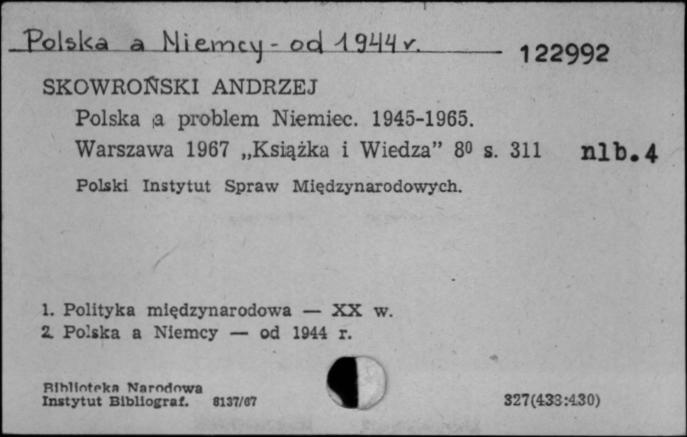 Polska a Niemcy - od 1944 r.
122992
SKOWROŃSKI ANDRZEJ
Polska a problem Niemiec. 1945-1965.
Warszawa 1967 „Książka i Wiedza” 8⁰ s. 311 nlb. 4
Polski Instytut Spraw Międzynarodowych.
1. Polityka międzynarodowa — XX w.
2. Polska a Niemcy — od 1944 r.
Biblioteka Narodowa
Instytut Bibliograf. 8137/67
327(438:430)